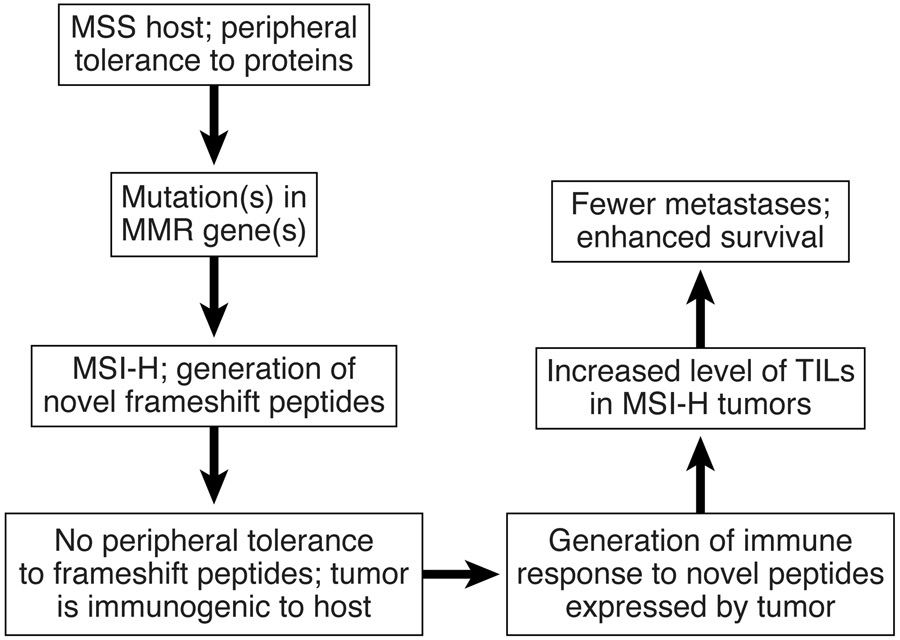 MSS host; peripheral
tolerance to proteins
Mutation(s) in
MMR gene(s)
MSI-H; generation of
novel frameshift peptides
No peripheral tolerance
to frameshift peptides; tumor
is immunogenic to host
Generation of immune
response to novel peptides
expressed by tumor
Increased level of TILs
in MSI-H tumors
Fewer metastases;
enhanced survival